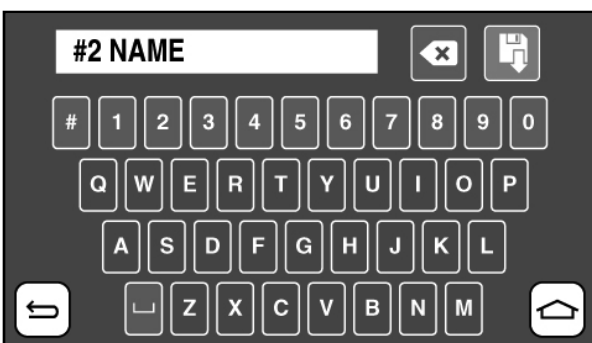 #2 NAME
# 1 2 3 4 5 6 7 8 9 0
Q W E R T Y U I O P
A S D F G H J K L
Z X C V B N M